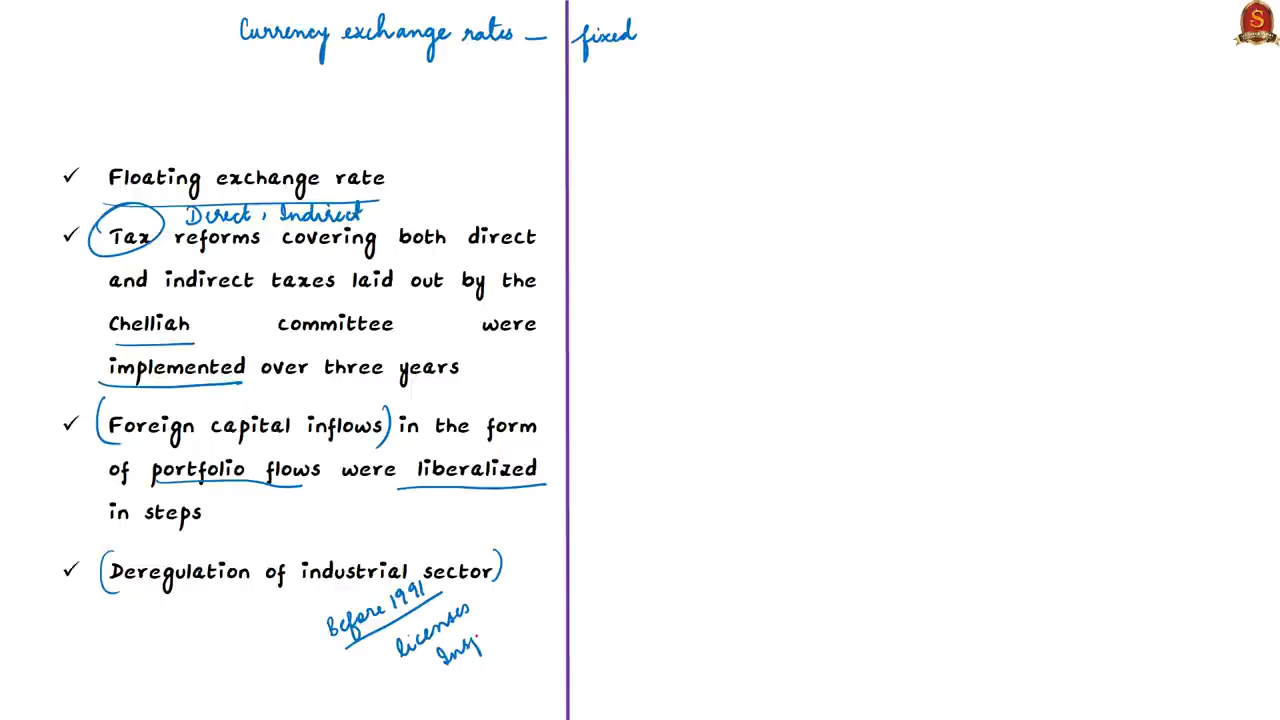 Currency exchange rates – fixed
✓ Floating exchange rate
Direct, Indirect
✓ Tax reforms covering both direct
and indirect taxes laid out by the
Chelliah committee were
implemented over three years
✓ (Foreign capital inflows) in the form
of portfolio flows were liberalized
in steps
✓ (Deregulation of industrial sector)
Before 1991
licenses
S